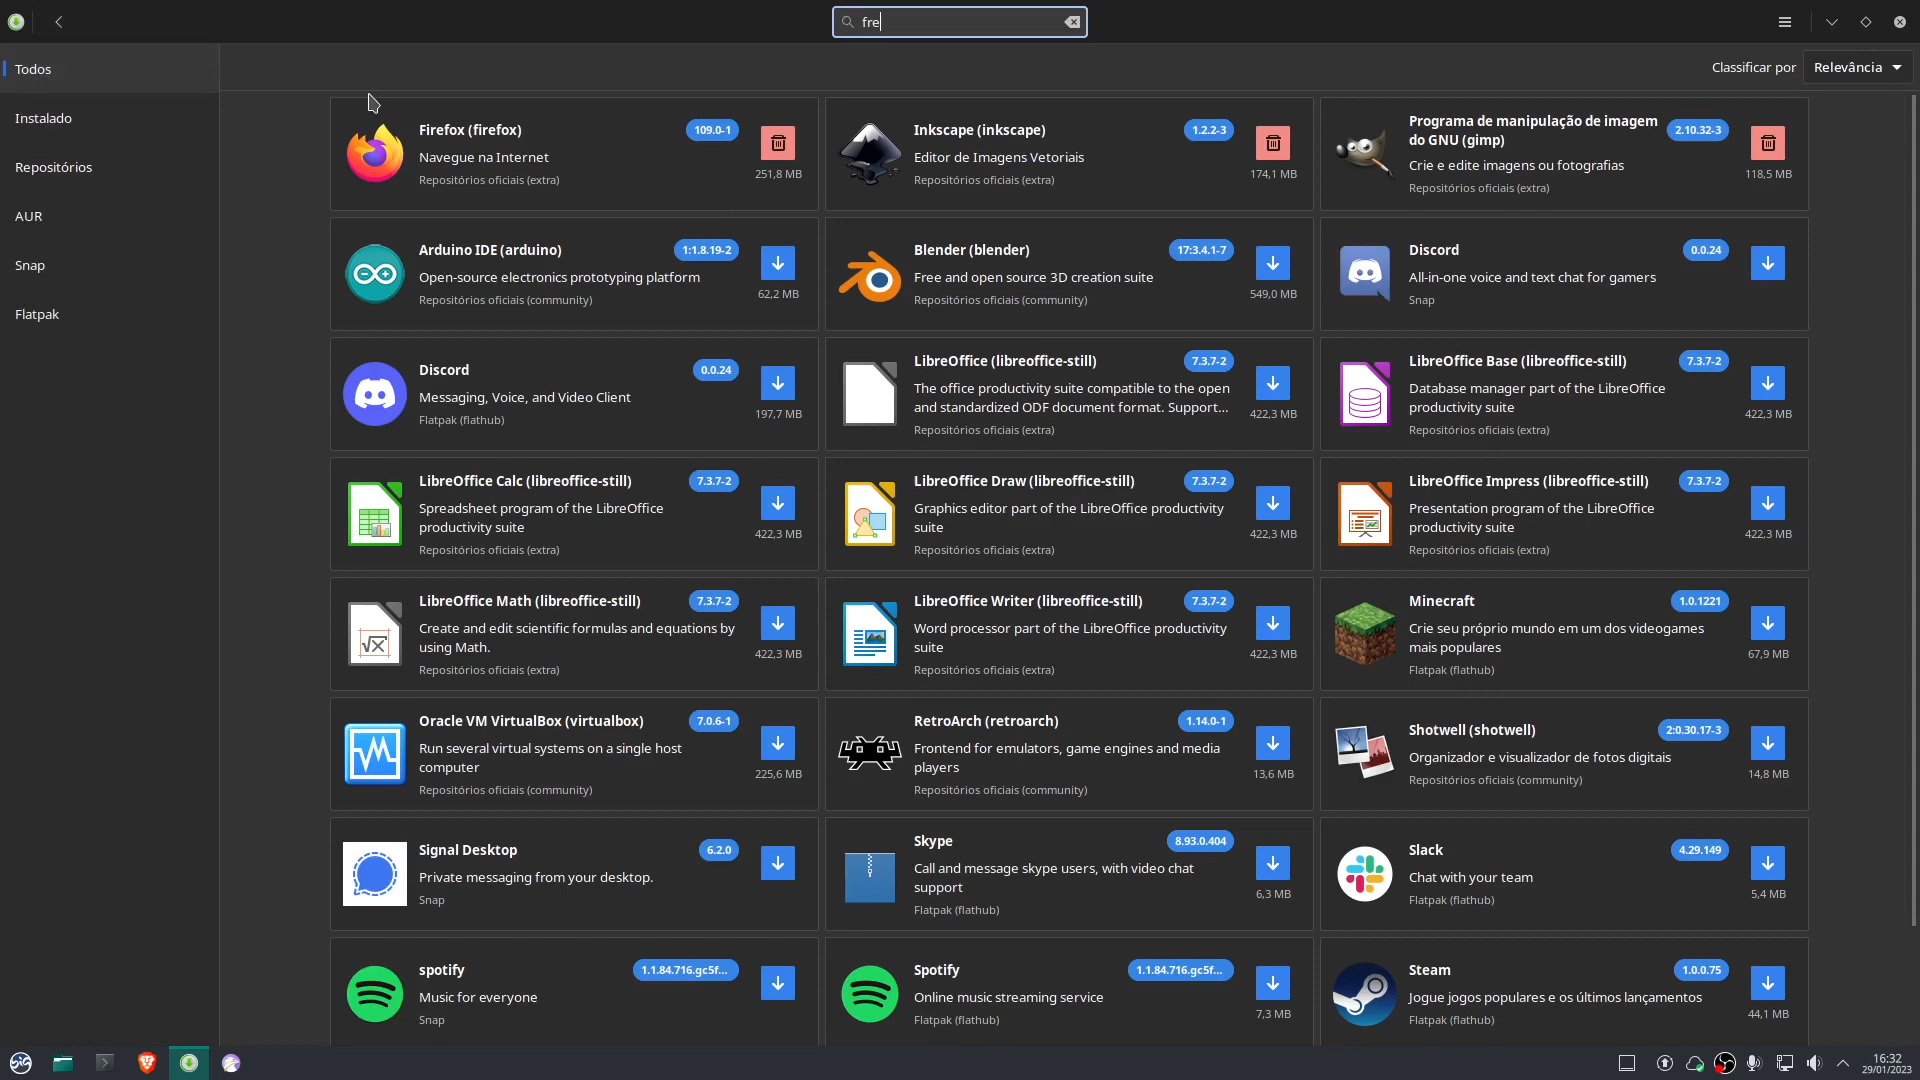 fre
Todos
Instalado
Repositórios
AUR
Snap
Flatpak
Classificar por Relevância
Firefox (firefox) 109.0-1
Navegue na Internet
Repositórios oficiais (extra) 251,8 MB
Inkscape (inkscape) 1.2.2-3
Editor de Imagens Vetoriais
Repositórios oficiais (extra) 174,1 MB
Programa de manipulação de imagem
do GNU (gimp) 2.10.32-3
Crie e edite imagens ou fotografias
Repositórios oficiais (extra) 118,5 MB
Arduino IDE (arduino) 1:1.8.19-2
Open-source electronics prototyping platform
Repositórios oficiais (community) 62,2 MB
Blender (blender) 17:3.4.1-7
Free and open source 3D creation suite
Repositórios oficiais (community) 549,0 MB
Discord 0.0.24
All-in-one voice and text chat for gamers
Snap
Discord 0.0.24
Messaging, Voice, and Video Client
Flatpak (flathub) 197,7 MB
LibreOffice (libreoffice-still) 7.3.7-2
The office productivity suite compatible to the open
and standardized ODF document format. Support...
Repositórios oficiais (extra) 422,3 MB
LibreOffice Base (libreoffice-still) 7.3.7-2
Database manager part of the LibreOffice
productivity suite
Repositórios oficiais (extra) 422,3 MB
LibreOffice Calc (libreoffice-still) 7.3.7-2
Spreadsheet program of the LibreOffice
productivity suite
Repositórios oficiais (extra) 422,3 MB
LibreOffice Draw (libreoffice-still) 7.3.7-2
Graphics editor part of the LibreOffice productivity
suite
Repositórios oficiais (extra) 422,3 MB
LibreOffice Impress (libreoffice-still) 7.3.7-2
Presentation program of the LibreOffice
productivity suite
Repositórios oficiais (extra) 422,3 MB
LibreOffice Math (libreoffice-still) 7.3.7-2
Create and edit scientific formulas and equations by
using Math.
Repositórios oficiais (extra) 422,3 MB
LibreOffice Writer (libreoffice-still) 7.3.7-2
Word processor part of the LibreOffice productivity
suite
Repositórios oficiais (extra) 422,3 MB
Minecraft 1.0.1221
Crie seu próprio mundo em um dos videogames
mais populares
Flatpak (flathub) 67,9 MB
Oracle VM VirtualBox (virtualbox) 7.0.6-1
Run several virtual systems on a single host
computer
Repositórios oficiais (community) 225,6 MB
RetroArch (retroarch) 1.14.0-1
Frontend for emulators, game engines and media
players
Repositórios oficiais (community) 13,6 MB
Shotwell (shotwell) 2:0.30.17-3
Organizador e visualizador de fotos digitais
Repositórios oficiais (community) 14,8 MB
Signal Desktop 6.2.0
Private messaging from your desktop.
Snap
Skype 8.93.0.404
Call and message skype users, with video chat
support
Flatpak (flathub) 6,3 MB
Slack 4.29.149
Chat with your team
Flatpak (flathub) 5,4 MB
spotify 1.1.84.716.gc5f...
Music for everyone
Snap
Spotify 1.1.84.716.gc5f...
Online music streaming service
Flatpak (flathub) 7,3 MB
Steam 1.0.0.75
Jogue jogos populares e os últimos lançamentos
Flatpak (flathub) 44,1 MB
16:32
29/01/2023